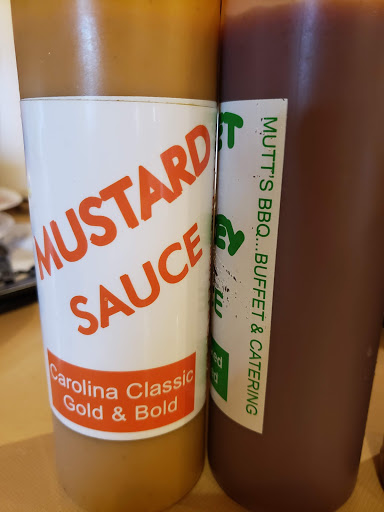 MUSTARD
SAUCE
Carolina Classic
Gold & Bold
MUTT'S BBQ...BUFFET & CATERING